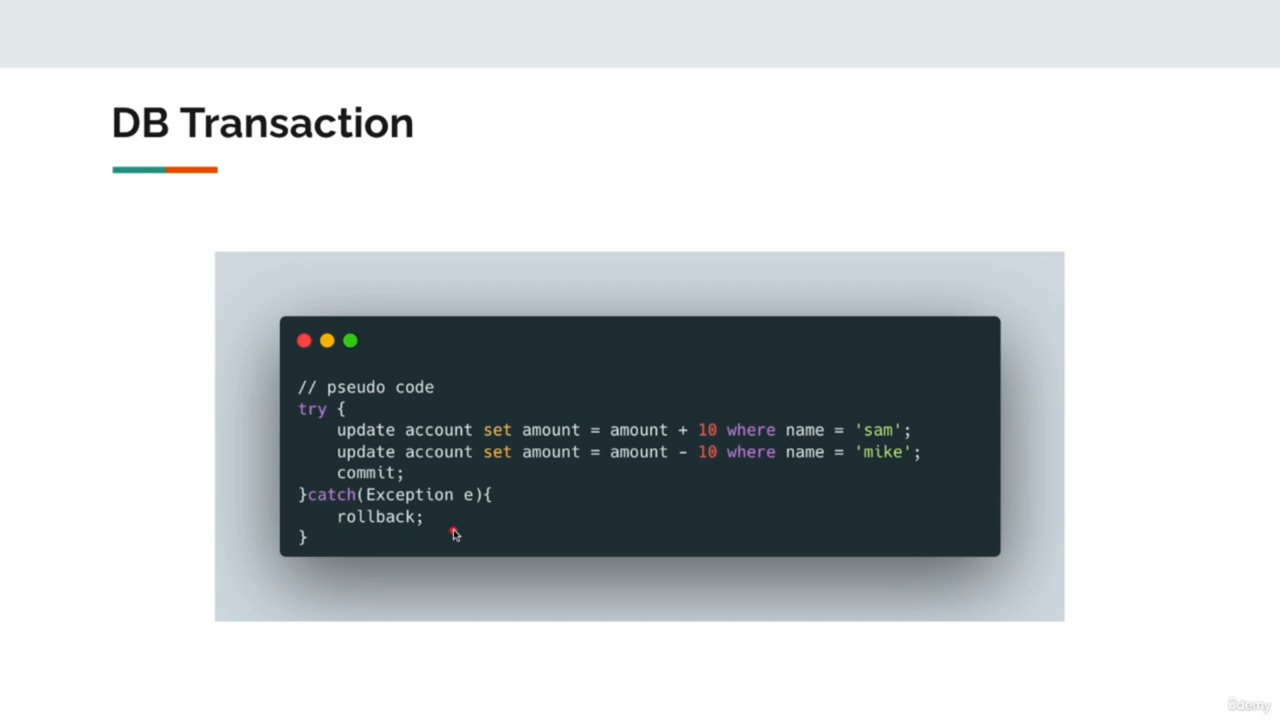 DB Transaction
// pseudo code
try {
    update account set amount = amount + 10 where name = 'sam';
    update account set amount = amount - 10 where name = 'mike';
    commit;
}catch(Exception e){
    rollback;
}
ûdemy